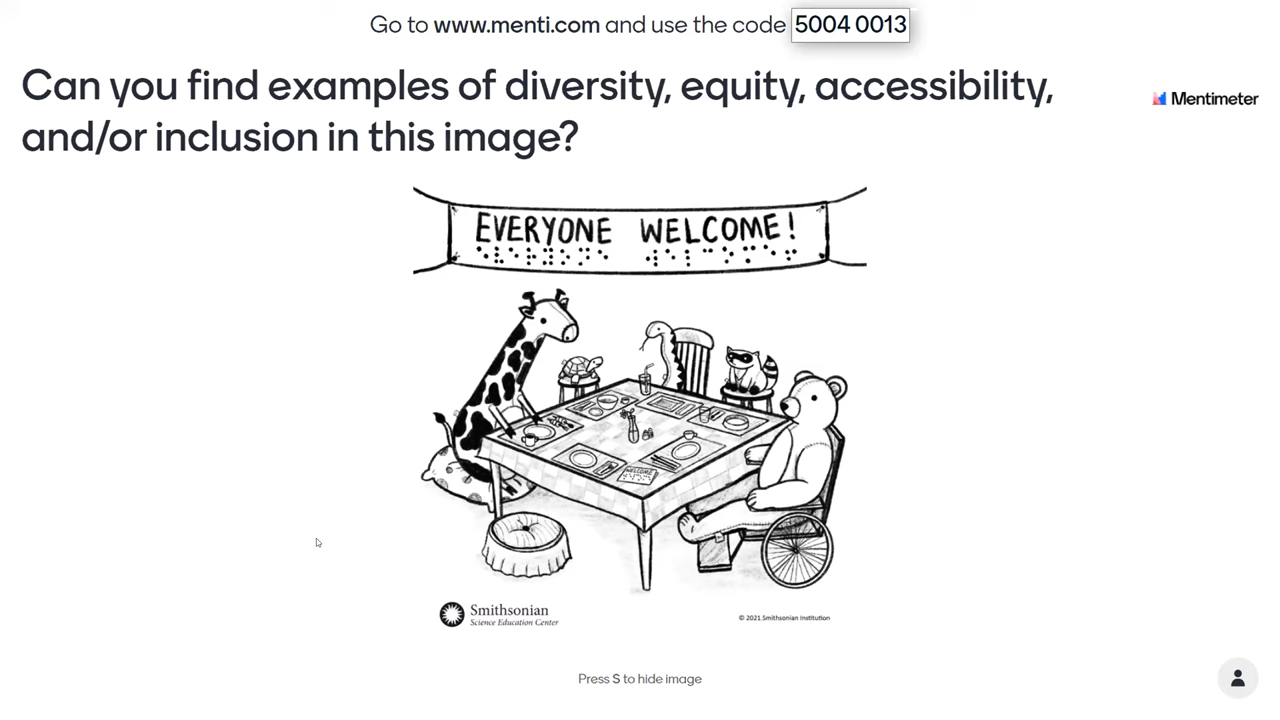 Go to www.menti.com and use the code 5004 0013
Can you find examples of diversity, equity, accessibility,
and/or inclusion in this image?
Mentimeter
EVERYONE WELCOME!
WELCOME
Smithsonian
Science Education Center
© 2021 Smithsonian Institution
Press S to hide image